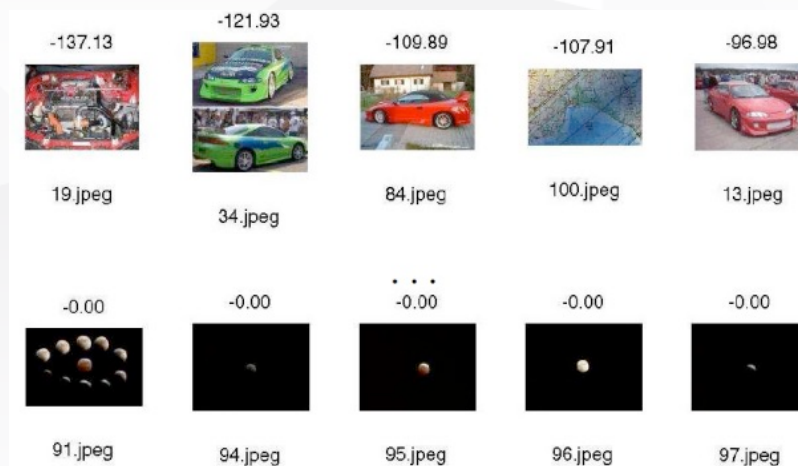 -137.13
-121.93
-109.89
-107.91
-96.98
19.jpeg
34.jpeg
84.jpeg
100.jpeg
13.jpeg
. . .
-0.00
-0.00
-0.00
-0.00
-0.00
91.jpeg
94.jpeg
95.jpeg
96.jpeg
97.jpeg